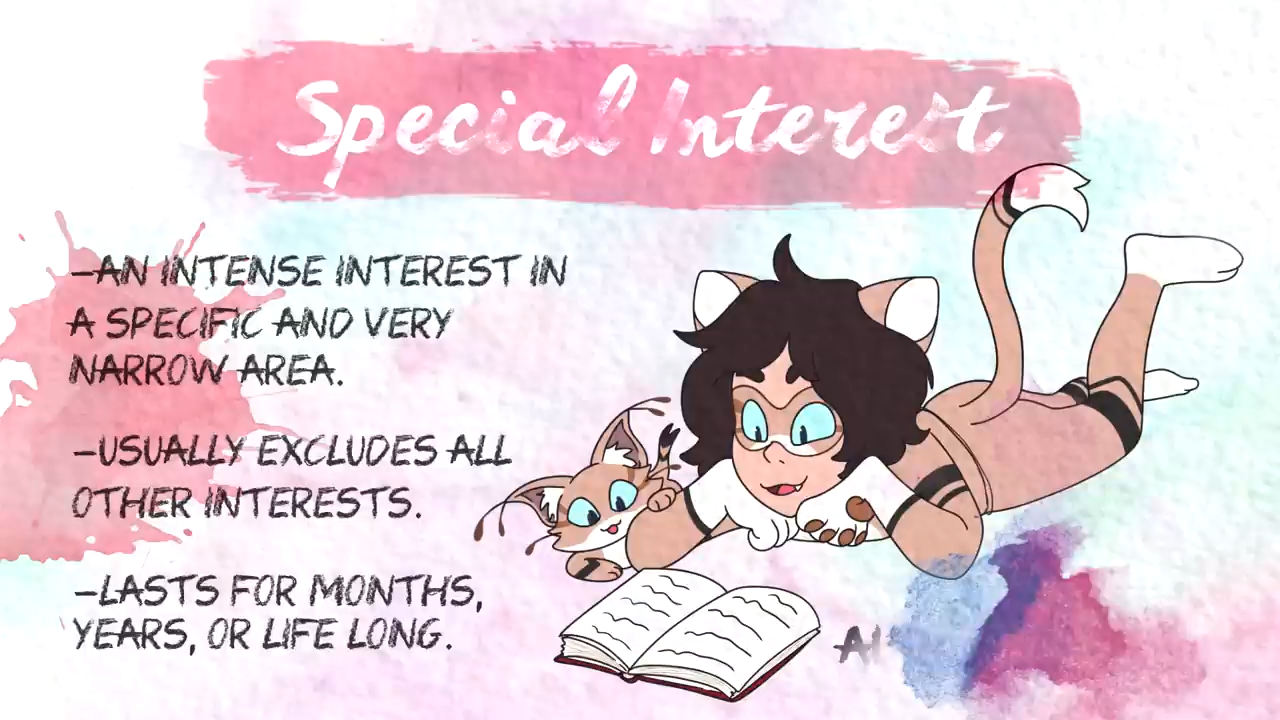 Special Interest
-AN INTENSE INTEREST IN
A SPECIFIC AND VERY
NARROW AREA.
-USUALLY EXCLUDES ALL
OTHER INTERESTS.
-LASTS FOR MONTHS,
YEARS, OR LIFE LONG.